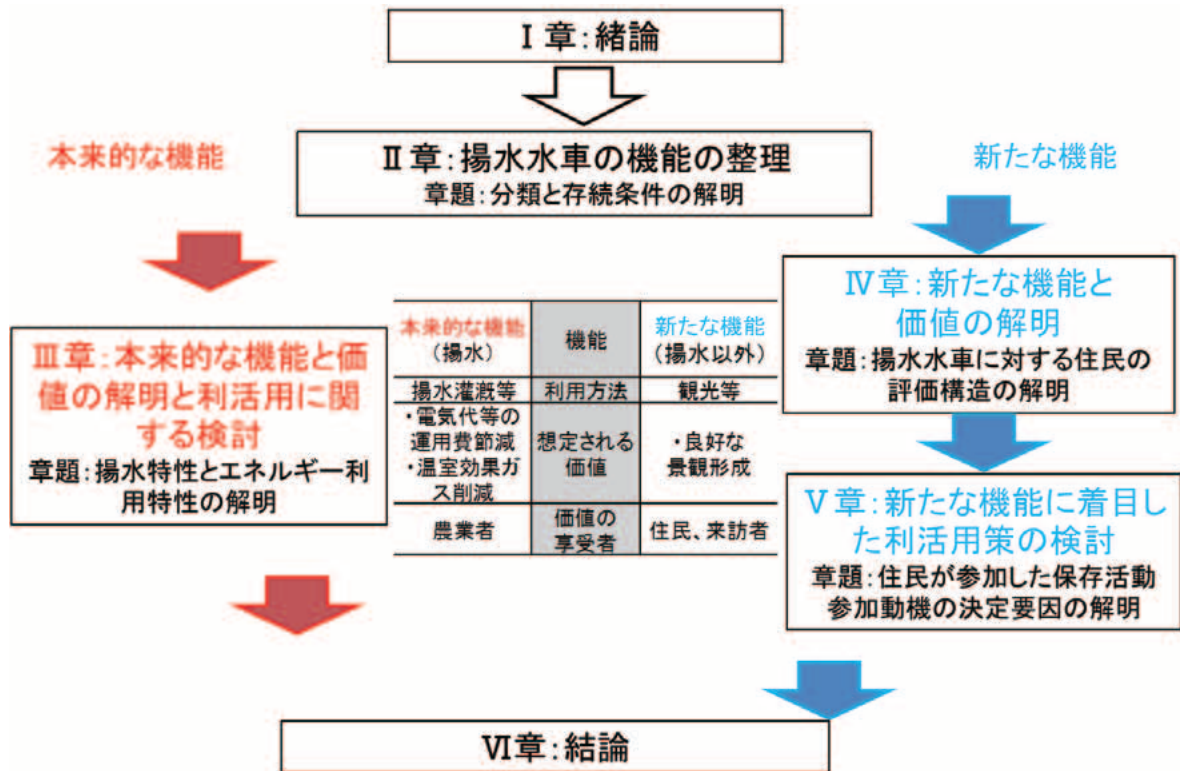 Ⅰ章：緒論
本来的な機能
Ⅱ章：揚水水車の機能の整理
章題：分類と存続条件の解明
新たな機能
Ⅲ章：本来的な機能と価
値の解明と利活用に関
する検討
章題：揚水特性とエネルギー利
用特性の解明
本来的な機能
（揚水）
機能
新たな機能
（揚水以外）
揚水灌漑等
利用方法
観光等
・電気代等の
運用費節減
・温室効果ガ
ス削減
想定される
価値
・良好な
景観形成
農業者
価値の
享受者
住民、来訪者
Ⅳ章：新たな機能と
価値の解明
章題：揚水水車に対する住民の
評価構造の解明
Ⅴ章：新たな機能に着目し
た利活用策の検討
章題：住民が参加した保存活動
参加動機の決定要因の解明
Ⅵ章：結論